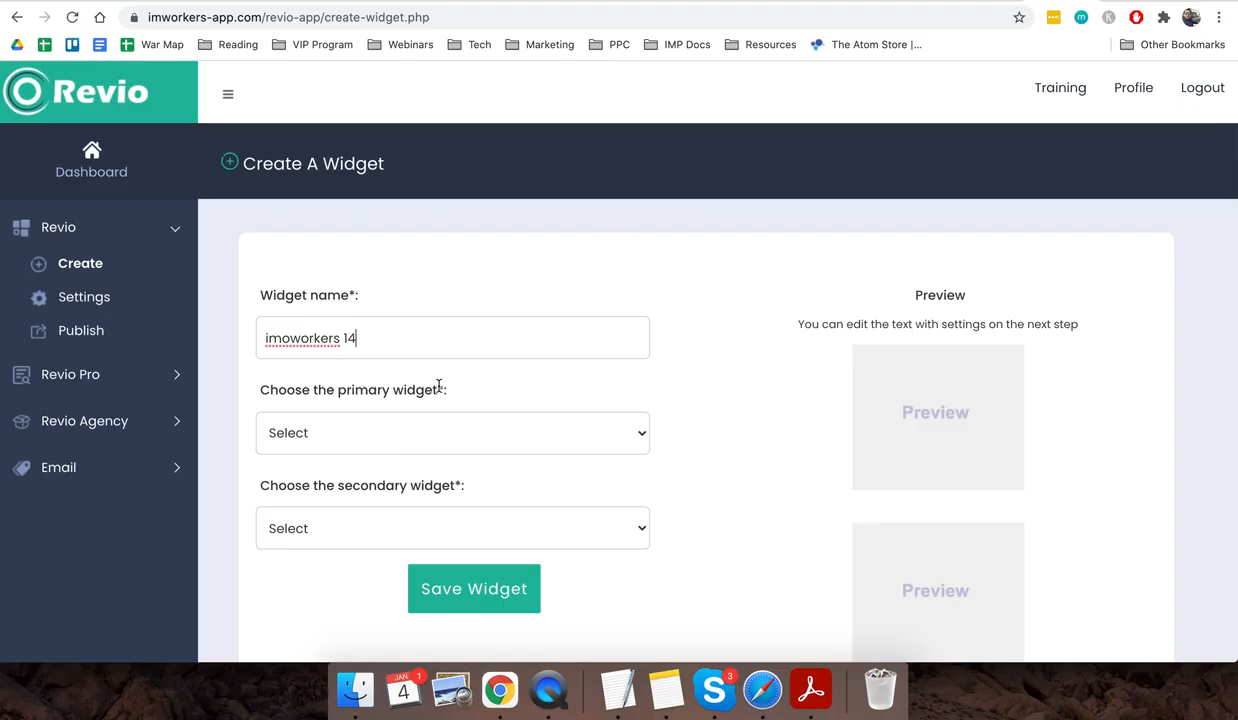 imworkers-app.com/revio-app/create-widget.php
War Map
Reading
VIP Program
Webinars
Tech
Marketing
PPC
IMP Docs
Resources
The Atom Store |...
Other Bookmarks
Revio
Training
Profile
Logout
Dashboard
Create A Widget
Revio
Create
Settings
Publish
Revio Pro
Revio Agency
Email
Widget name*:
imoworkers 14
Choose the primary widget*:
Select
Choose the secondary widget*:
Select
Save Widget
Preview
You can edit the text with settings on the next step
Preview
Preview
JAN
4
1
3